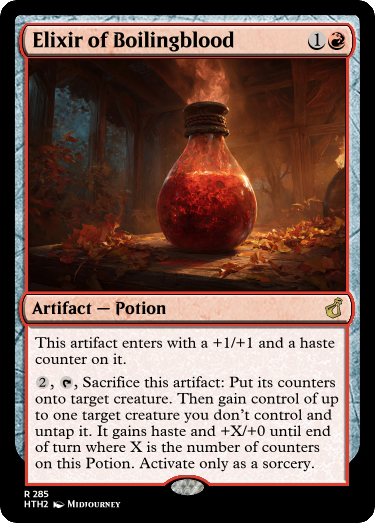 Elixir of Boilingblood
1
Artifact — Potion
This artifact enters with a +1/+1 and a haste
counter on it.
2, , Sacrifice this artifact: Put its counters
onto target creature. Then gain control of
up to one target creature you don't control and
untap it. It gains haste and +X/+0 until end
of turn where X is the number of counters
on this Potion. Activate only as a sorcery.
R 285
HTH2 Midjourney